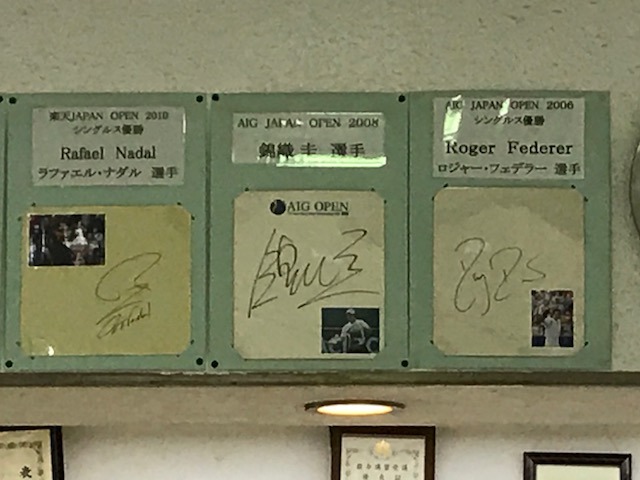 楽天JAPAN OPEN 2010
シングルス優勝
Rafael Nadal
ラファエル・ナダル 選手
AIG JAPAN OPEN 2008
錦織 圭 選手
AIG OPEN
AIG JAPAN OPEN 2006
シングルス優勝
Roger Federer
ロジャー・フェデラー 選手